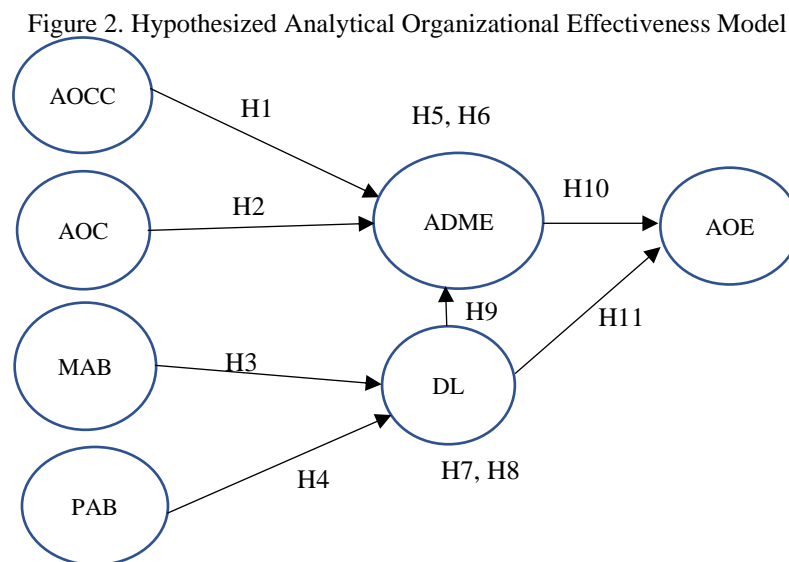 Figure 2. Hypothesized Analytical Organizational Effectiveness Model
AOCC
H1
H5, H6
AOC
H2
ADME
H10
AOE
H9
H11
MAB
H3
DL
PAB
H4
H7, H8